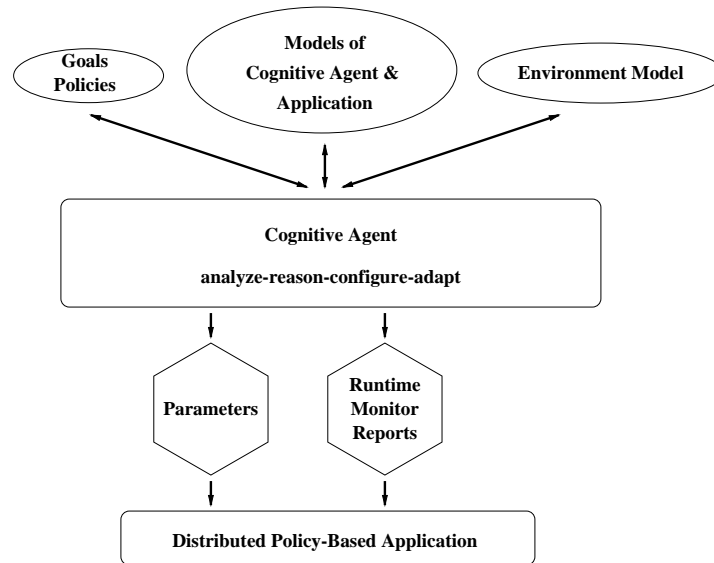 Goals
Policies
Models of
Cognitive Agent &
Application
Environment Model
Cognitive Agent
analyze-reason-configure-adapt
Parameters
Runtime
Monitor
Reports
Distributed Policy-Based Application